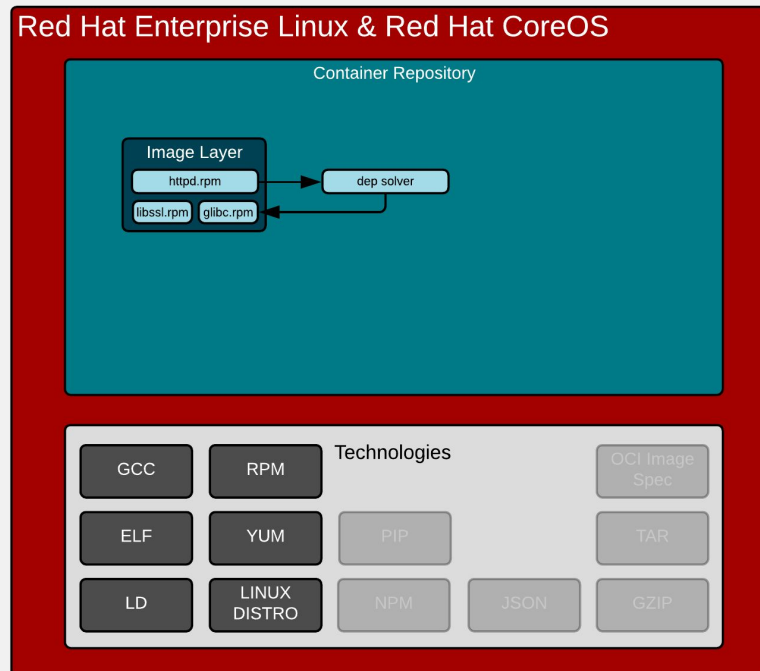 Red Hat Enterprise Linux & Red Hat CoreOS
Container Repository
Image Layer
httpd.rpm
dep solver
libssl.rpm
glibc.rpm
Technologies
GCC
RPM
OCI Image
Spec
ELF
YUM
PIP
TAR
LD
LINUX
DISTRO
NPM
JSON
GZIP